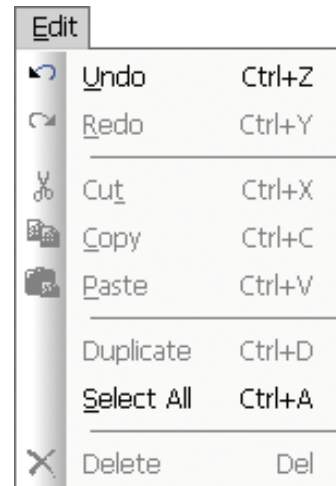 Edit
Undo Ctrl+Z
Redo Ctrl+Y
Cut Ctrl+X
Copy Ctrl+C
Paste Ctrl+V
Duplicate Ctrl+D
Select All Ctrl+A
Delete Del